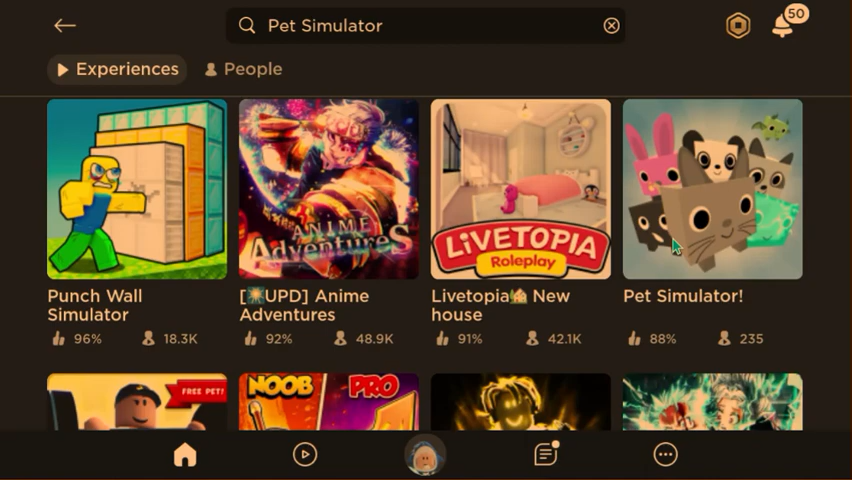 Pet Simulator
50
Experiences
People
ANIME
AdventureS
LiVETOPIA
Roleplay
Punch Wall
Simulator
[UPD] Anime
Adventures
Livetopia New
house
Pet Simulator!
96%
18.3K
92%
48.9K
91%
42.1K
88%
235
FREE PET!
NOOB
PRO